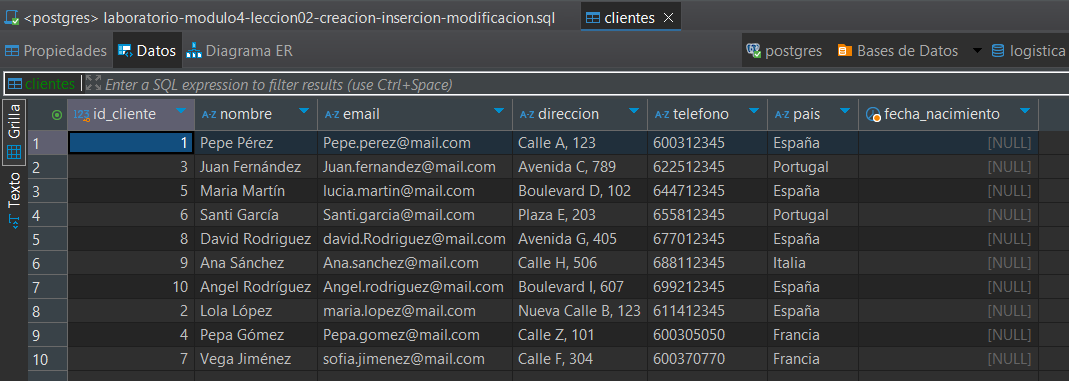 <postgres> laboratorio-modulo4-leccion02-creacion-insercion-modificacion.sql clientes
Propiedades Datos Diagrama ER postgres Bases de Datos logistica
clientes Enter a SQL expression to filter results (use Ctrl+Space)
Grilla
Texto
123 id_cliente A-Z nombre A-Z email A-Z direccion A-Z telefono A-Z pais fecha_nacimiento
1 1 Pepe Pérez Pepe.perez@mail.com Calle A, 123 600312345 España [NULL]
2 3 Juan Fernández Juan.fernandez@mail.com Avenida C, 789 622512345 Portugal [NULL]
3 5 Maria Martín lucia.martin@mail.com Boulevard D, 102 644712345 España [NULL]
4 6 Santi García Santi.garcia@mail.com Plaza E, 203 655812345 Portugal [NULL]
5 8 David Rodriguez david.Rodriguez@mail.com Avenida G, 405 677012345 España [NULL]
6 9 Ana Sánchez Ana.sanchez@mail.com Calle H, 506 688112345 Italia [NULL]
7 10 Angel Rodríguez Angel.rodriguez@mail.com Boulevard I, 607 699212345 España [NULL]
8 2 Lola López maria.lopez@mail.com Nueva Calle B, 123 611412345 España [NULL]
9 4 Pepa Gómez Pepa.gomez@mail.com Calle Z, 101 600305050 Francia [NULL]
10 7 Vega Jiménez sofia.jimenez@mail.com Calle F, 304 600370770 Francia [NULL]